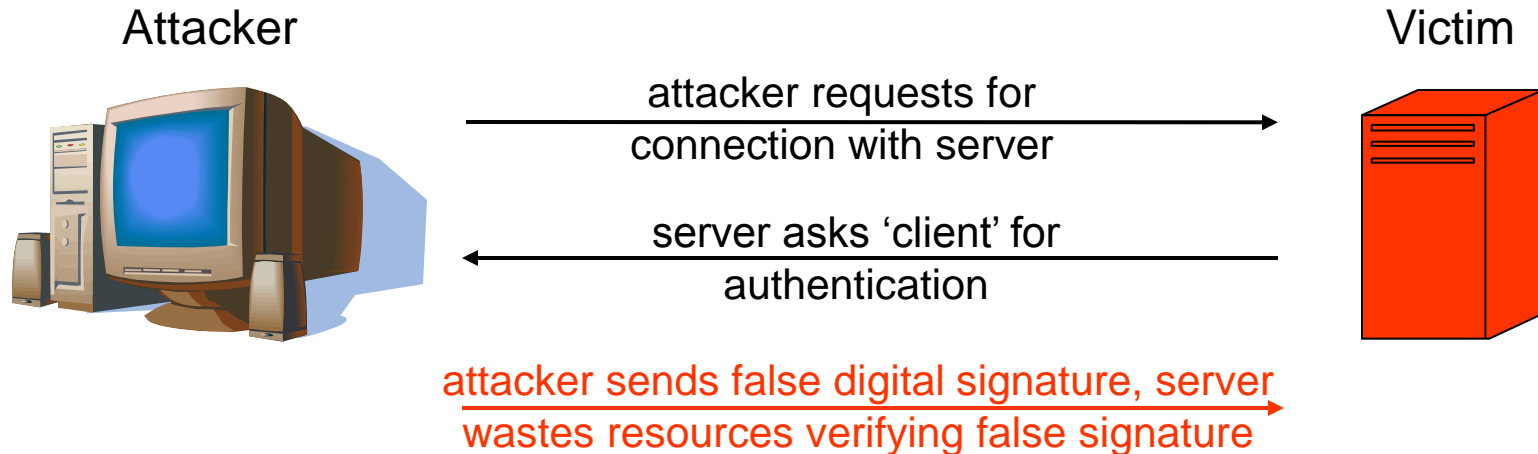 Attacker
Victim
attacker requests for
connection with server
server asks ‘client’ for
authentication
attacker sends false digital signature, server
wastes resources verifying false signature